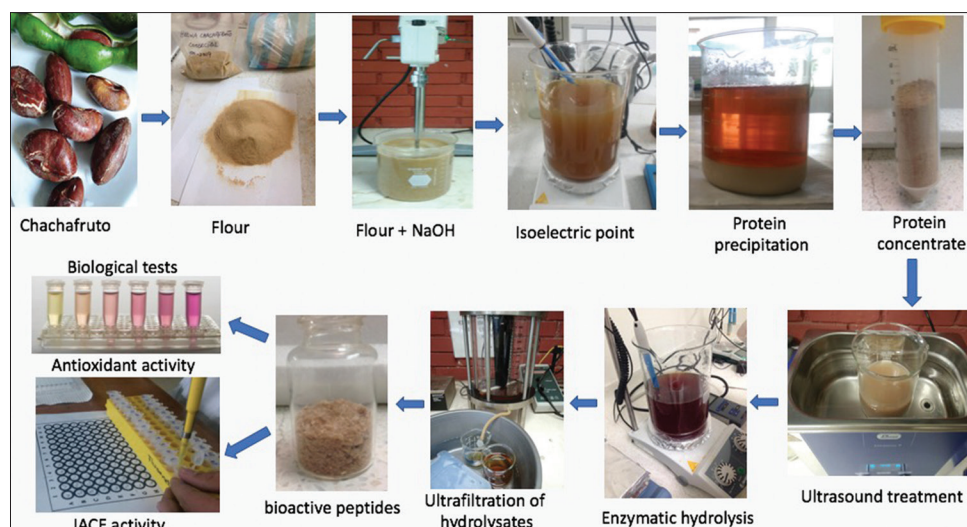 Chachafruto
Flour
Flour + NaOH
Isoelectric point
Protein
precipitation
Protein
concentrate
Ultrasound treatment
Enzymatic hydrolysis
Ultrafiltration of
hydrolysates
bioactive peptides
Biological tests
Antioxidant activity
IACE activity